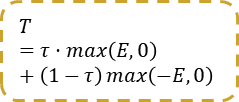 T
= τ · max(E, 0)
+ (1 − τ) max(−E, 0)